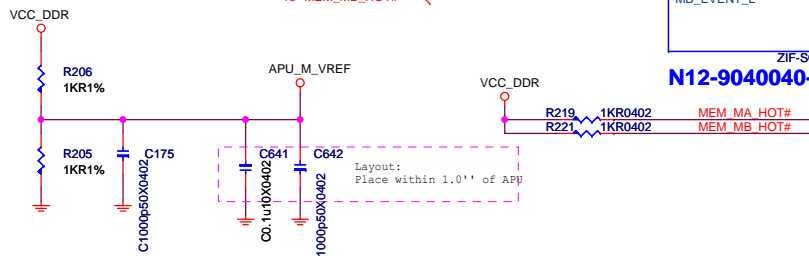 MB_EVENT_L
VCC_DDR
ZIF-S
APU_M_VREF
R206
1KR1%
VCC_DDR
N12-9040040-
R219
1KR0402
MEM_MA_HOT#
R221
1KR0402
MEM_MB_HOT#
R205
1KR1%
C175
C1000p50X0402
C641
C0.1u10X0402
C642
1000p50X0402
Layout:
Place within 1.0'' of APU